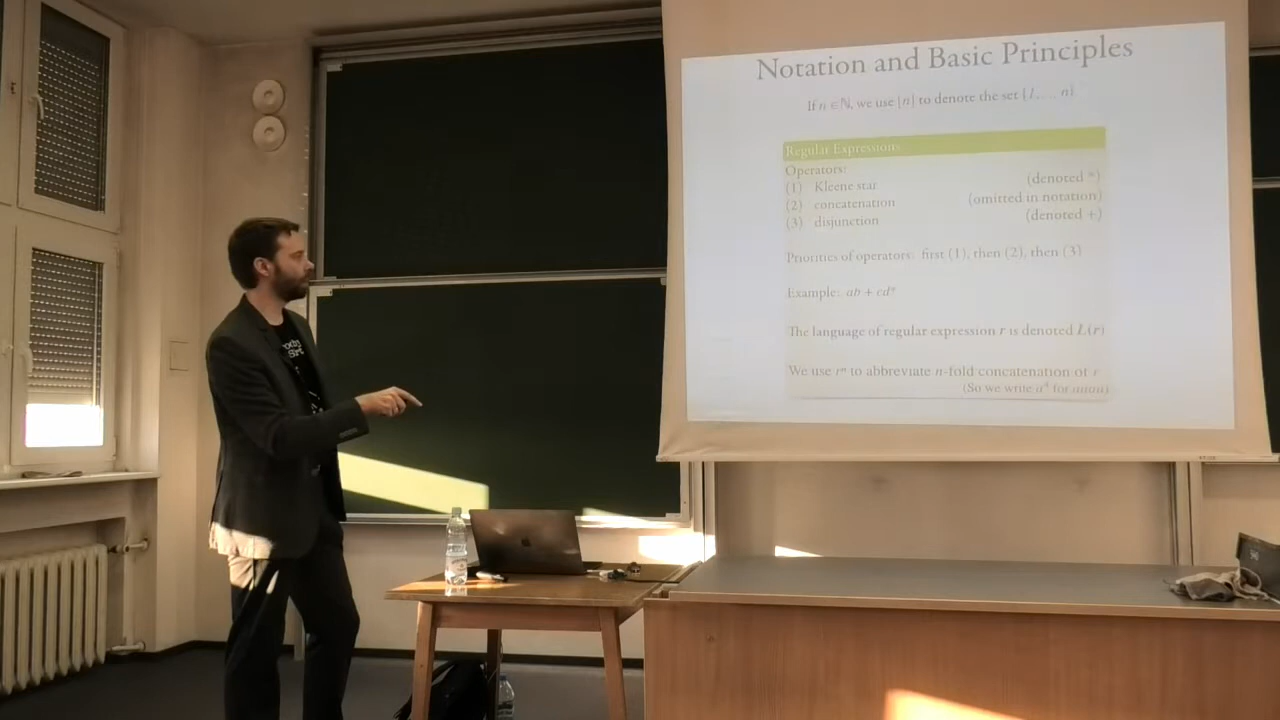 Notation and Basic Principles
If n ∈ ℕ, we use [n] to denote the set {1, ..., n}
Regular Expressions
Operators:
(1) Kleene star (denoted *)
(2) concatenation (omitted in notation)
(3) disjunction (denoted +)
Priorities of operators: first (1), then (2), then (3)
Example: ab + cd*
The language of regular expression r is denoted L(r)
We use rⁿ to abbreviate n-fold concatenation of r
(So we write a⁴ for aaaa)